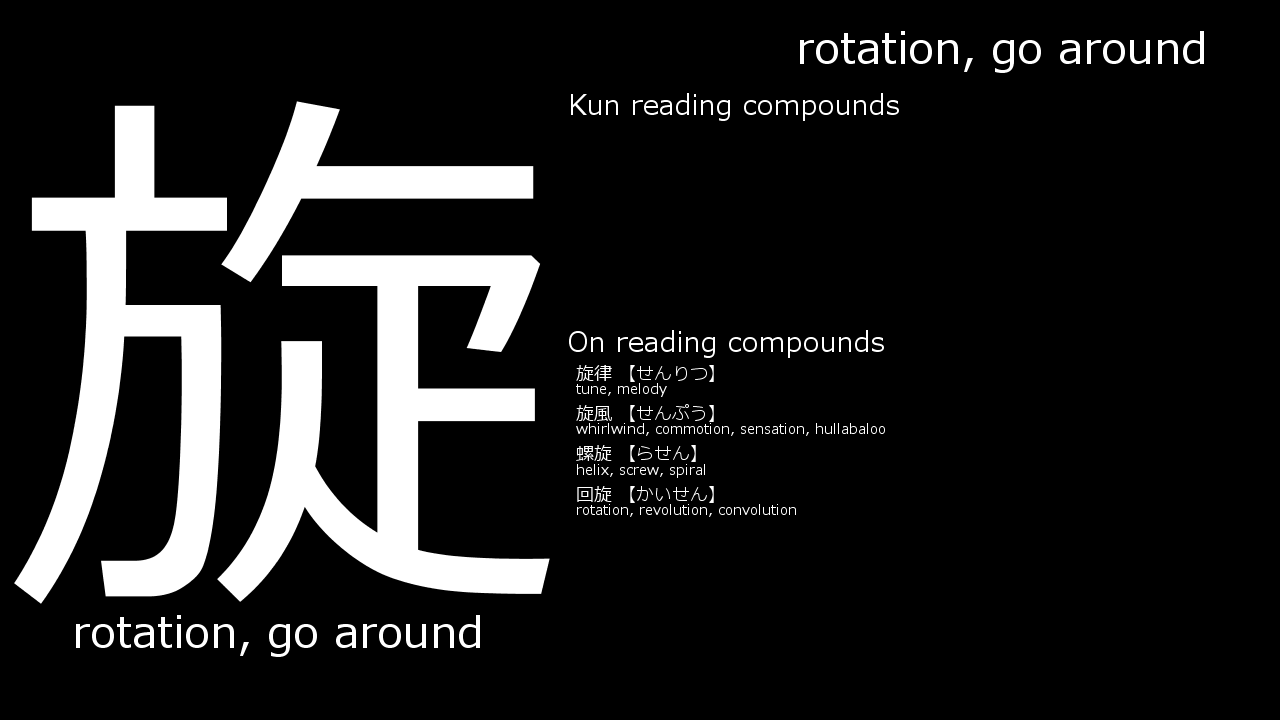 旋
rotation, go around
rotation, go around
Kun reading compounds
On reading compounds
旋律 【せんりつ】
tune, melody
旋風 【せんぷう】
whirlwind, commotion, sensation, hullabaloo
螺旋 【らせん】
helix, screw, spiral
回旋 【かいせん】
rotation, revolution, convolution